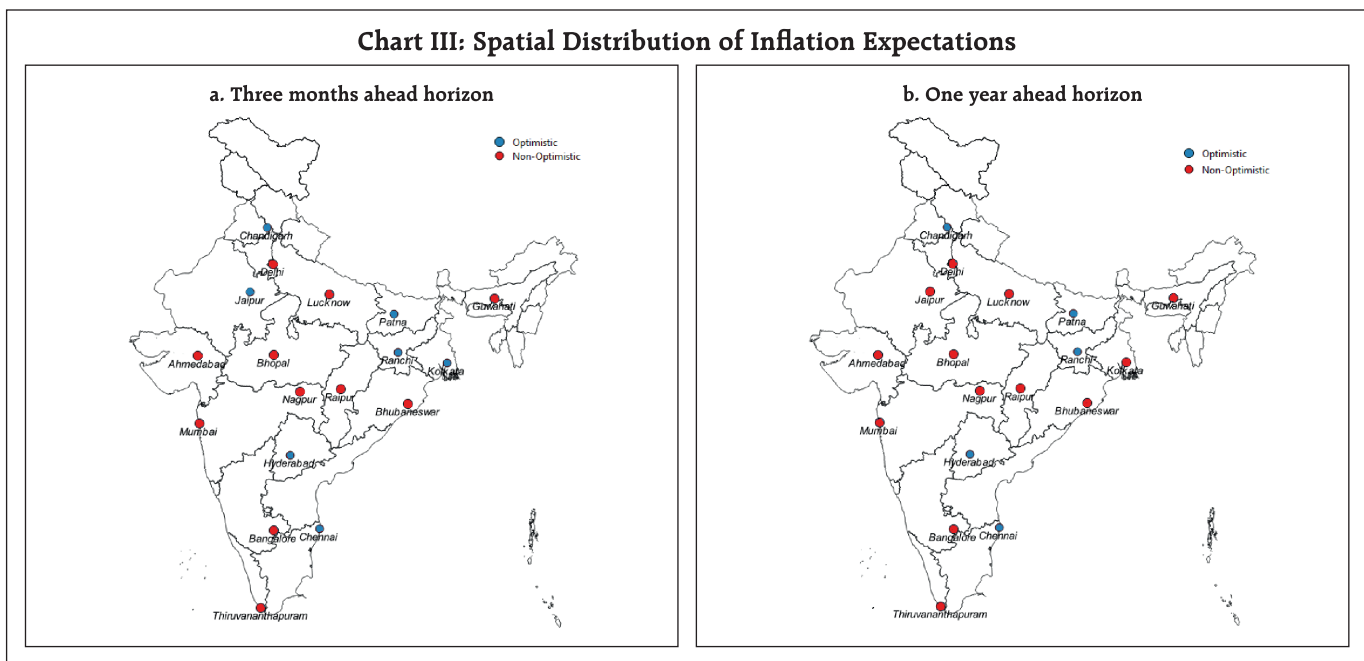 Chart III: Spatial Distribution of Inflation Expectations
a. Three months ahead horizon
Optimistic
Non-Optimistic
Chandigarh
Delhi
Jaipur
Lucknow
Guwahati
Patna
Ranchi
Ahmedabad
Bhopal
Kolkata
Nagpur
Raipur
Bhubaneswar
Mumbai
Hyderabad
Bangalore
Chennai
Thiruvananthapuram
b. One year ahead horizon
Optimistic
Non-Optimistic
Chandigarh
Delhi
Jaipur
Lucknow
Guwahati
Patna
Ranchi
Ahmedabad
Bhopal
Kolkata
Nagpur
Raipur
Bhubaneswar
Mumbai
Hyderabad
Bangalore
Chennai
Thiruvananthapuram